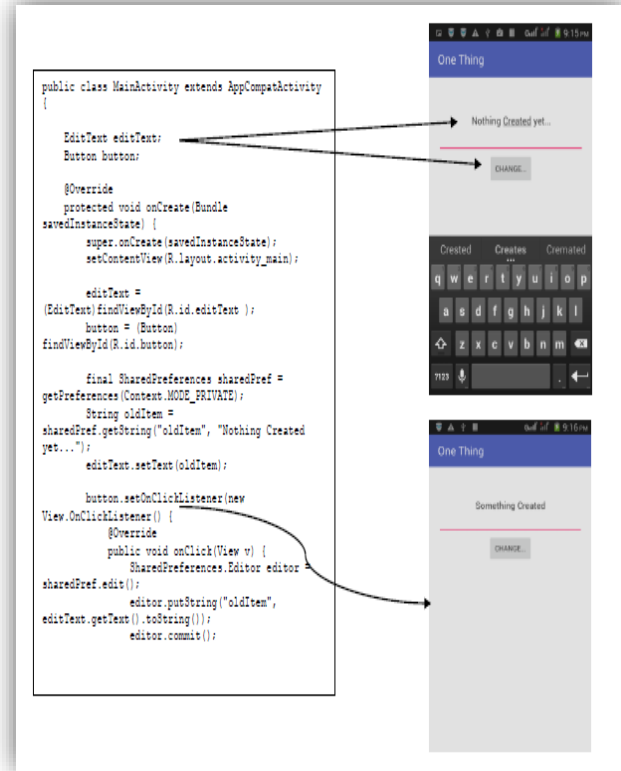 public class MainActivity extends AppCompatActivity
{
EditText editText;
Button button;
@Override
protected void onCreate(Bundle
savedInstanceState) {
super.onCreate(savedInstanceState);
setContentView(R.layout.activity_main);
editText =
(EditText)findViewById(R.id.editText );
button = (Button)
findViewById(R.id.button);
final SharedPreferences sharedPref =
getPreferences(Context.MODE_PRIVATE);
String oldItem =
sharedPref.getString("oldItem", "Nothing Created
yet...");
editText.setText(oldItem);
button.setOnClickListener(new
View.OnClickListener() {
@Override
public void onClick(View v) {
SharedPreferences.Editor editor =
sharedPref.edit();
editor.putString("oldItem",
editText.getText().toString());
editor.commit();
9:15 PM
One Thing
Nothing Created yet...
CHANGE...
Crested Creates Cremated
q w e r t y u i o p
a s d f g h j k l
z x c v b n m
?123 .
9:16 PM
One Thing
Something Created
CHANGE...